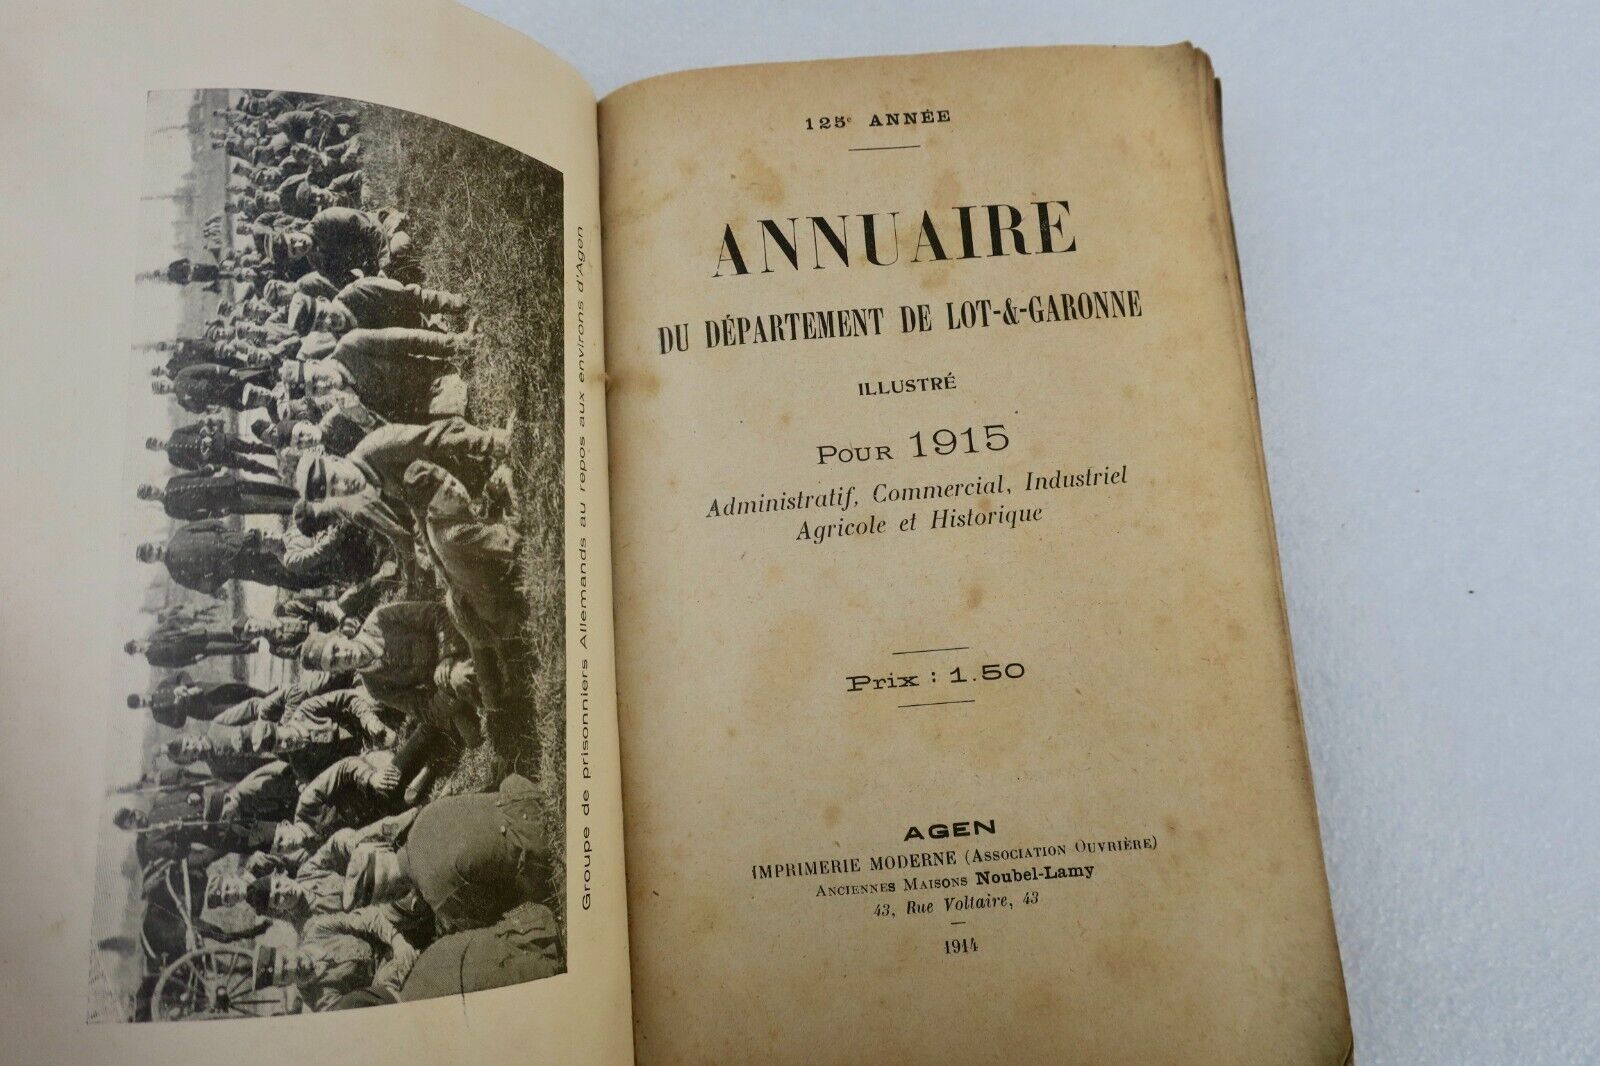 Groupe de prisonniers Allemands au repos aux environs d'Agen
125e ANNÉE
ANNUAIRE
DU DÉPARTEMENT DE LOT-&-GARONNE
ILLUSTRÉ
POUR 1915
Administratif, Commercial, Industriel
Agricole et Historique
Prix : 1.50
AGEN
IMPRIMERIE MODERNE (ASSOCIATION OUVRIÈRE)
ANCIENNES MAISONS Noubel-Lamy
43, Rue Voltaire, 43
1914